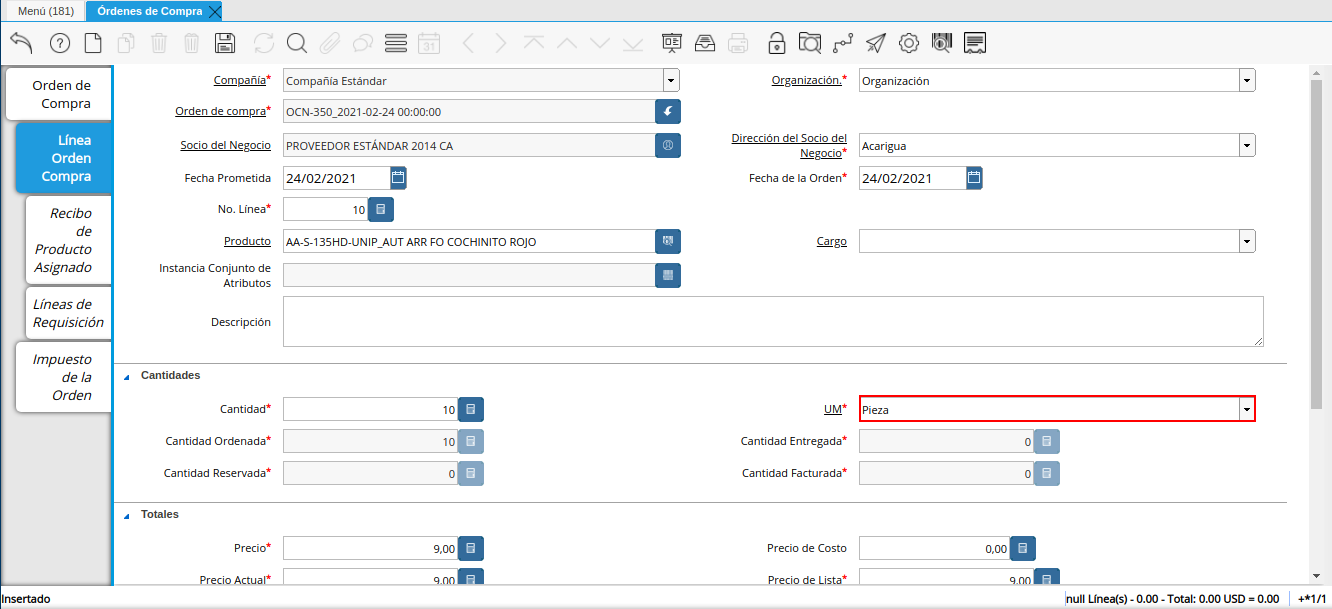 Menú (181)
Órdenes de Compra
31
Orden de
Compra
Línea
Orden
Compra
Recibo
de
Producto
Asignado
Líneas de
Requisición
Impuesto
de la
Orden
Compañía* Compañía Estándar
Organización.* Organización
Orden de compra* OCN-350_2021-02-24 00:00:00
Socio del Negocio PROVEEDOR ESTÁNDAR 2014 CA
Dirección del Socio del
Negocio* Acarigua
Fecha Prometida 24/02/2021
Fecha de la Orden* 24/02/2021
No. Línea* 10
Producto AA-S-135HD-UNIP_AUT ARR FO COCHINITO ROJO
Cargo
Instancia Conjunto de
Atributos
Descripción
Cantidades
Cantidad* 10
UM* Pieza
Cantidad Ordenada* 10
Cantidad Entregada* 0
Cantidad Reservada* 0
Cantidad Facturada* 0
Totales
Precio* 9,00
Precio de Costo 0,00
Precio Actual* 9,00
Precio de Lista* 9,00
Insertado
null Línea(s) - 0.00 - Total: 0.00 USD = 0.00
+*1/1